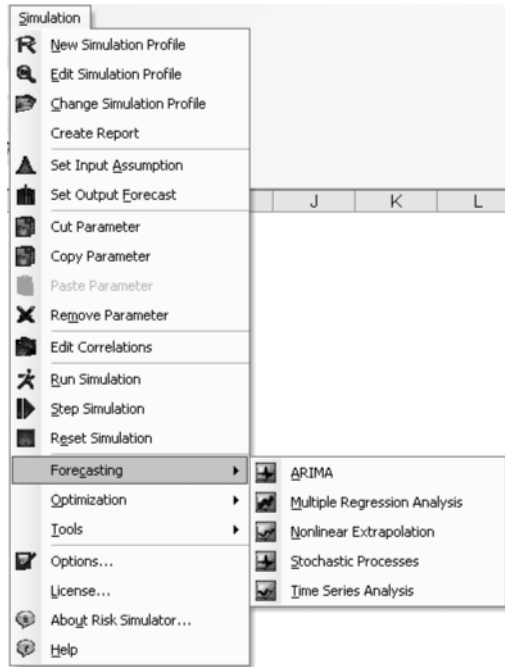 Simulation
New Simulation Profile
Edit Simulation Profile
Change Simulation Profile
Create Report
Set Input Assumption
Set Output Forecast
J K L
Cut Parameter
Copy Parameter
Paste Parameter
Remove Parameter
Edit Correlations
Run Simulation
Step Simulation
Reset Simulation
Forecasting
ARIMA
Multiple Regression Analysis
Optimization
Nonlinear Extrapolation
Tools
Stochastic Processes
Options...
Time Series Analysis
License...
About Risk Simulator...
Help